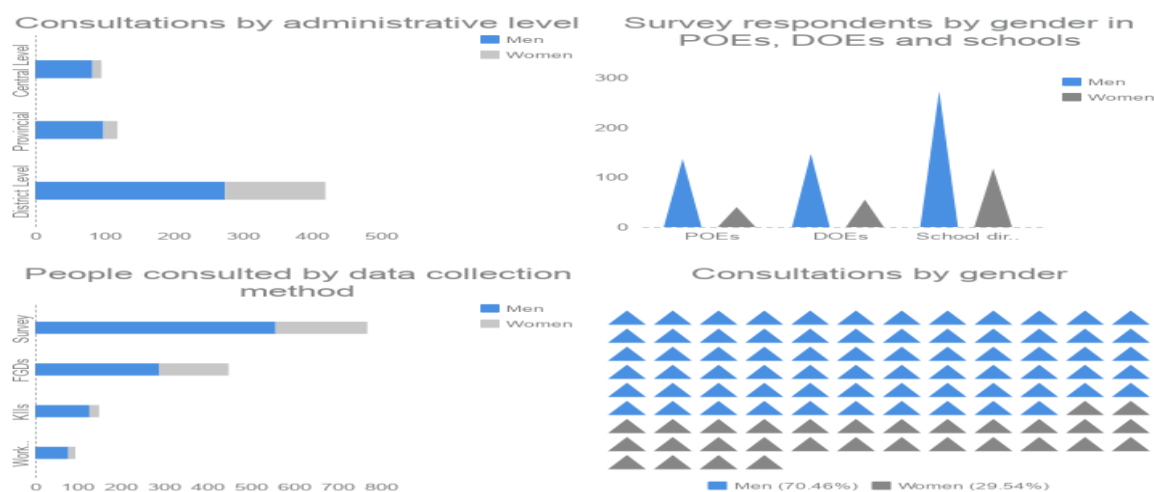 Consultations by administrative level
Men
Women
Central Level
Provincial
District Level
0 100 200 300 400 500
Survey respondents by gender in
POEs, DOEs and schools
Men
Women
300
200
100
0
POEs DOEs School dir..
People consulted by data collection
method
Men
Women
Survey
FGDs
KIIs
Work..
0 100 200 300 400 500 600 700 800
Consultations by gender
Men (70.46%) Women (29.54%)